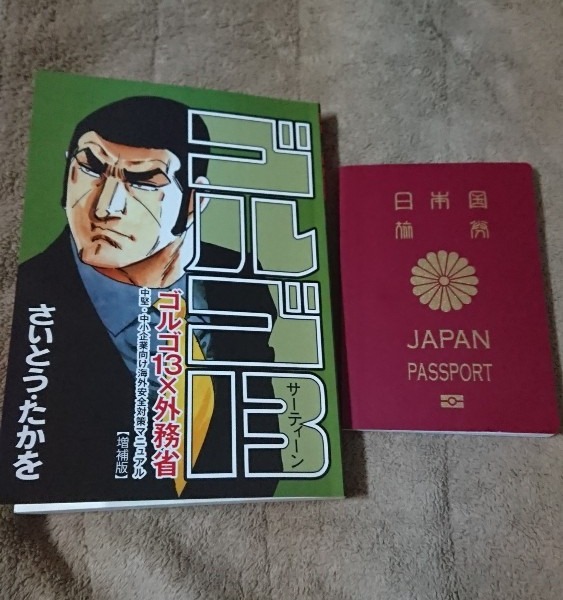 ゴルゴ13
サーティーン
ゴルゴ13×外務省
中堅・中小企業向け海外安全対策マニュアル
【増補版】
さいとう・たかを
日本国
旅券
JAPAN
PASSPORT